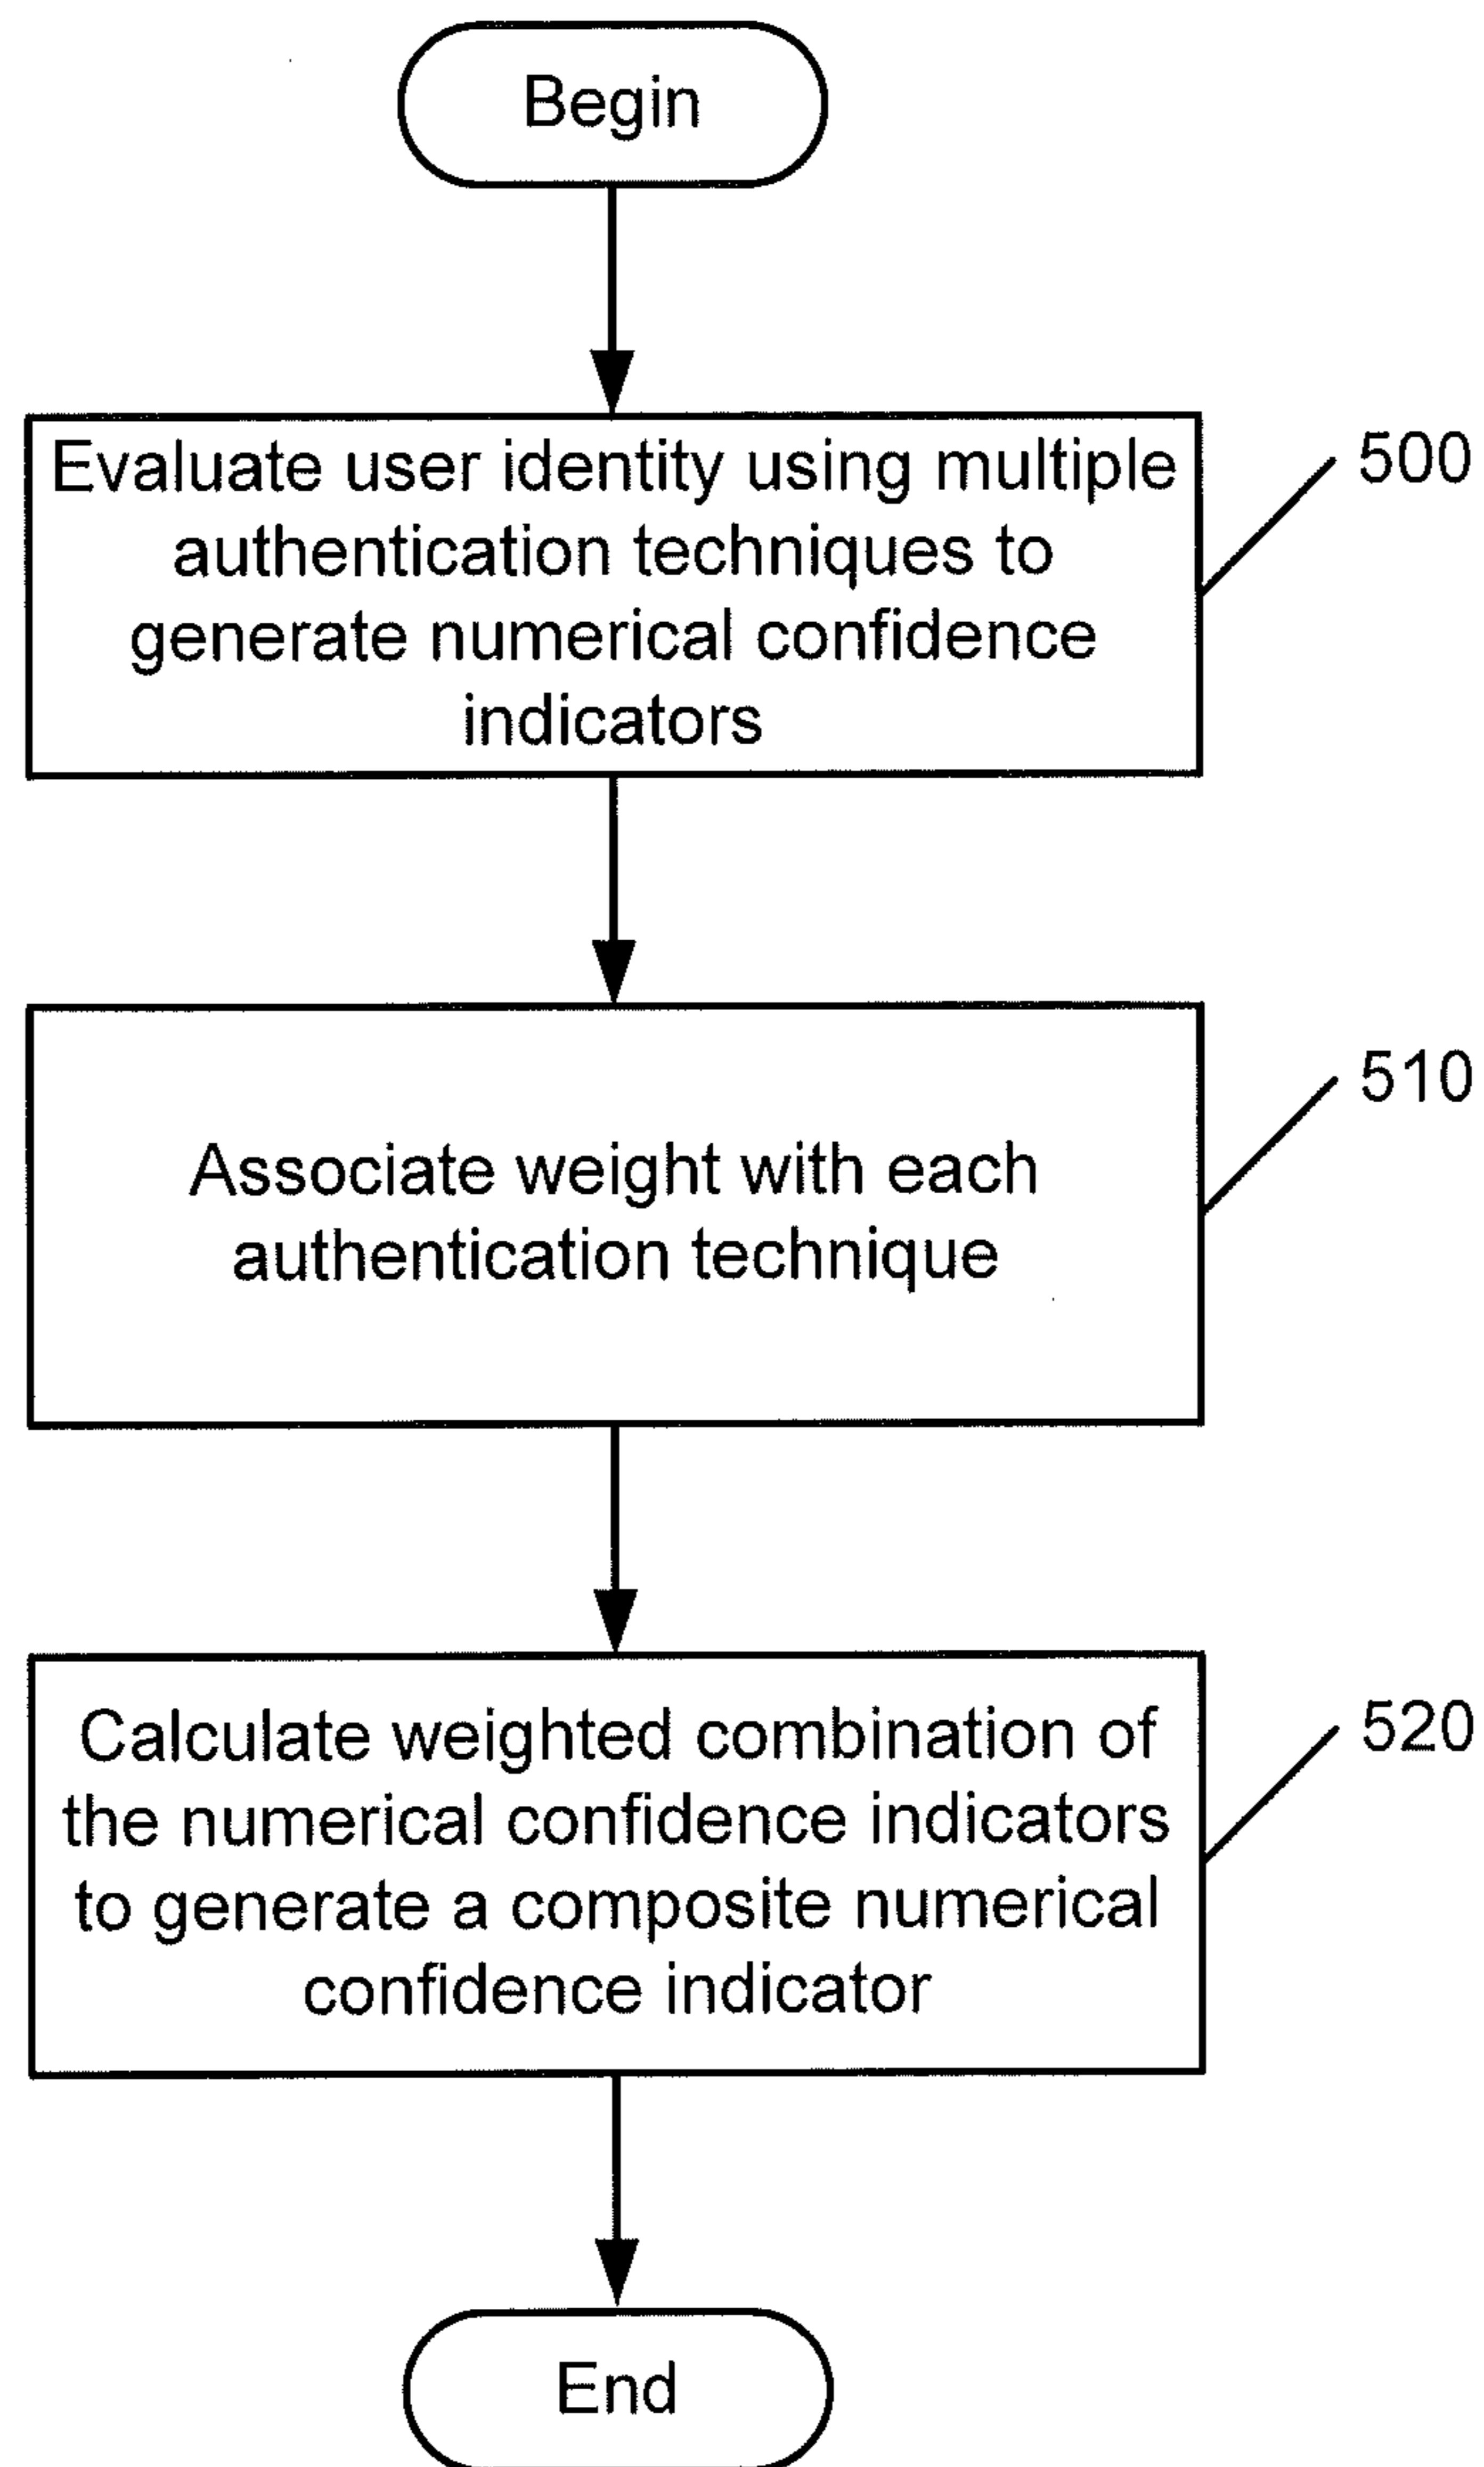 Begin
Evaluate user identity using multiple
authentication techniques to
generate numerical confidence
indicators
500
Associate weight with each
authentication technique
510
Calculate weighted combination of
the numerical confidence indicators
to generate a composite numerical
confidence indicator
520
End